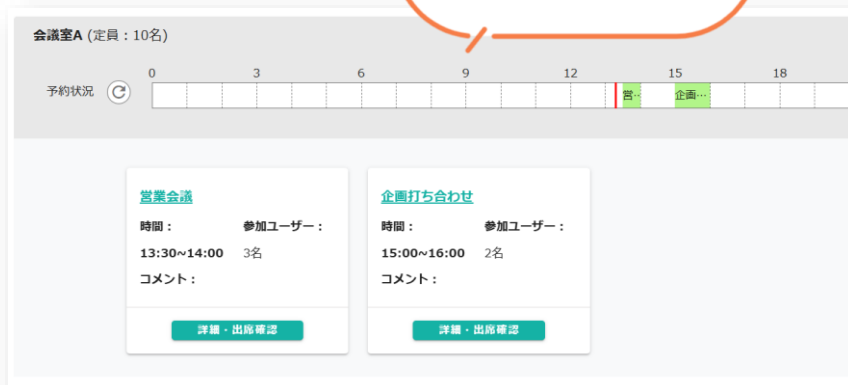 会議室A (定員：10名)
0 3 6 9 12 15 18
予約状況
営… 企画…
営業会議 企画打ち合わせ
時間： 参加ユーザー： 時間： 参加ユーザー：
13:30~14:00 3名 15:00~16:00 2名
コメント： コメント：
詳細・出席確認 詳細・出席確認